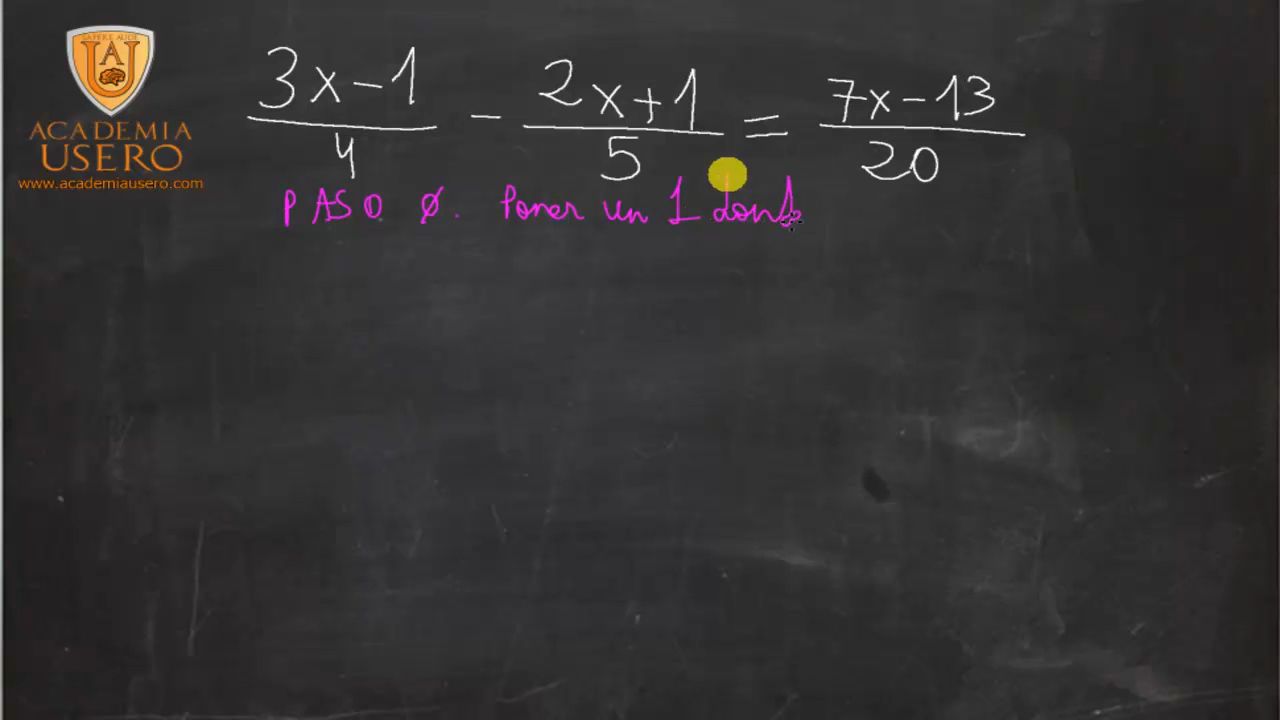 SAPERE AUDE
UA
ACADEMIA
USERO
www.academiausero.com
3x-1 2x+1 7x-13
---- - ---- = -----
4 5 20
PASO Ø. Poner un 1 donde